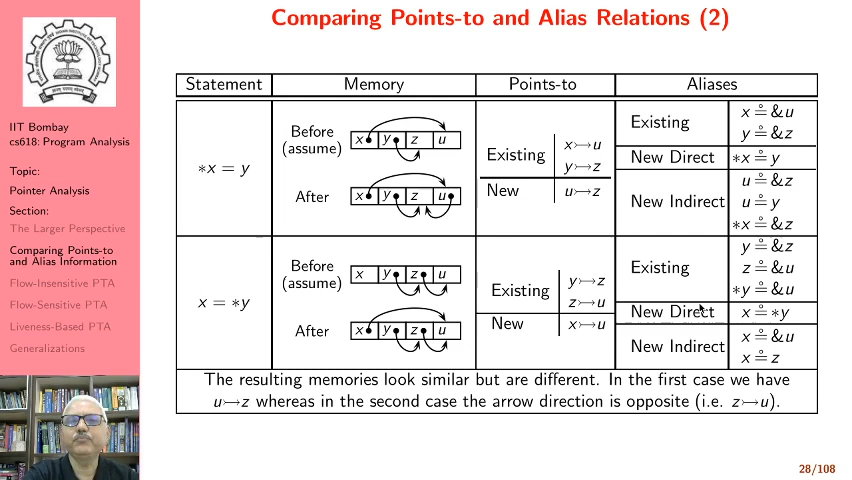 Comparing Points-to and Alias Relations (2)
IIT Bombay
cs618: Program Analysis
Topic:
Pointer Analysis
Section:
The Larger Perspective
Comparing Points-to
and Alias Information
Flow-Insensitive PTA
Flow-Sensitive PTA
Liveness-Based PTA
Generalizations
Statement Memory Points-to Aliases
∗x = y
Before
(assume)
x y z u
After
x y z u
Existing
x↣u
y↣z
New
u↣z
Existing
x ≗ &u
y ≗ &z
New Direct
∗x ≗ y
New Indirect
u ≗ &z
u ≗ y
∗x ≗ &z
x = ∗y
Before
(assume)
x y z u
After
x y z u
Existing
y↣z
z↣u
New
x↣u
Existing
y ≗ &z
z ≗ &u
∗y ≗ &u
New Direct
x ≗ ∗y
New Indirect
x ≗ &u
x ≗ z
The resulting memories look similar but are different. In the first case we have
u↣z whereas in the second case the arrow direction is opposite (i.e. z↣u).
28/108